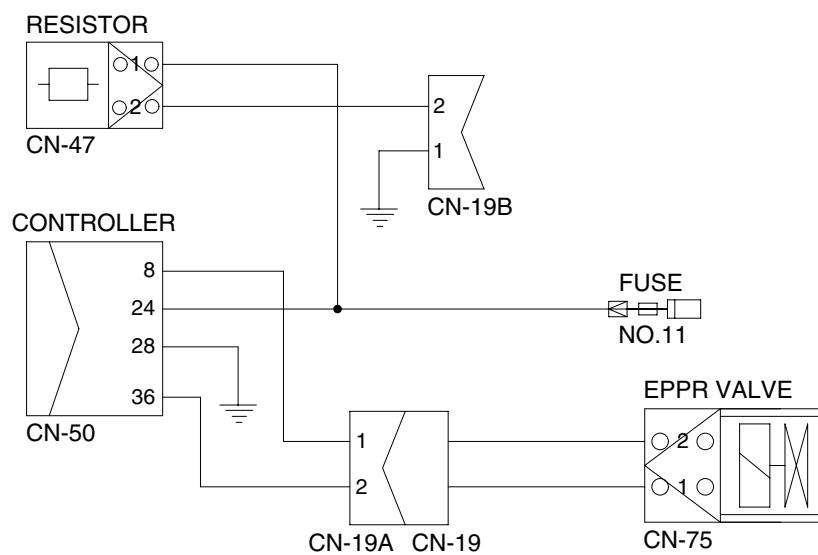 RESISTOR
1
2
CN-47
2
1
CN-19B
CONTROLLER
8
24
28
36
CN-50
FUSE
NO.11
1
2
CN-19A CN-19
EPPR VALVE
2
1
CN-75